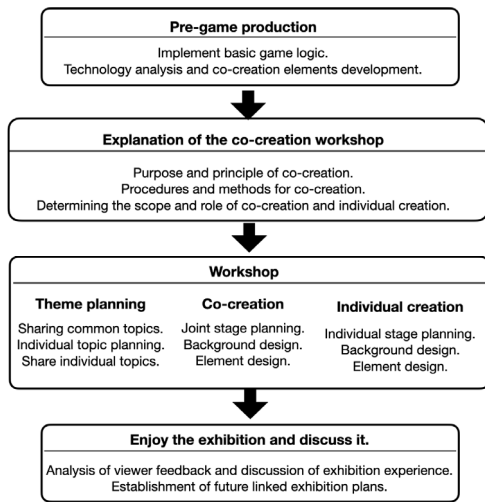 Pre-game production
Implement basic game logic.
Technology analysis and co-creation elements development.
Explanation of the co-creation workshop
Purpose and principle of co-creation.
Procedures and methods for co-creation.
Determining the scope and role of co-creation and individual creation.
Workshop
Theme planning
Sharing common topics.
Individual topic planning.
Share individual topics.
Co-creation
Joint stage planning.
Background design.
Element design.
Individual creation
Individual stage planning.
Background design.
Element design.
Enjoy the exhibition and discuss it.
Analysis of viewer feedback and discussion of exhibition experience.
Establishment of future linked exhibition plans.